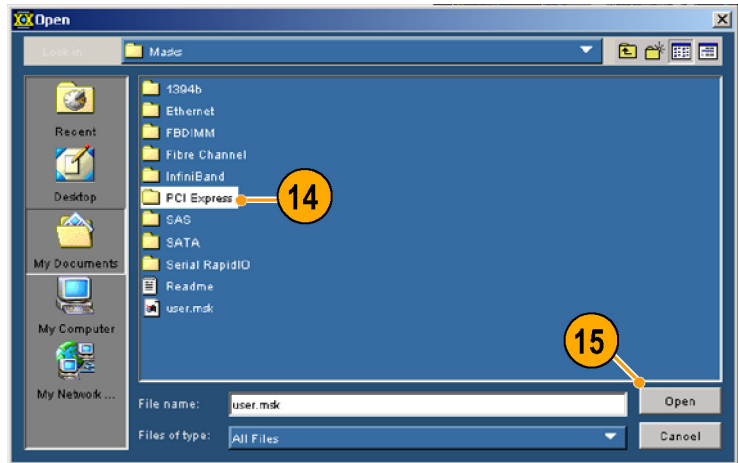 Open
Look in
Masks
Recent
Desktop
My Documents
My Computer
My Network ...
1394b
Ethernet
FBDIMM
Fibre Channel
InfiniBand
PCI Express
14
SAS
SATA
Serial RapidIO
Readme
user.msk
15
File name: user.msk Open
Files of type: All Files Cancel